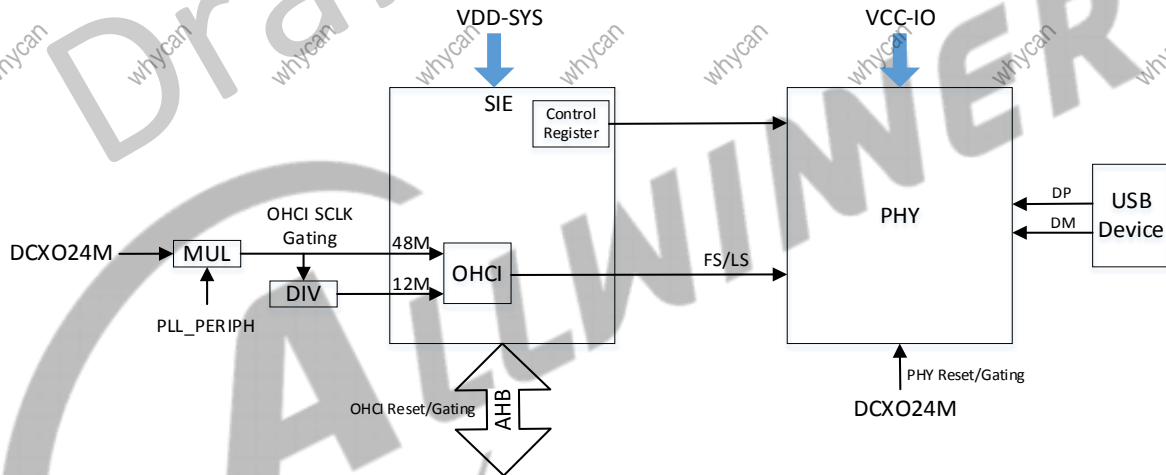 VDD-SYS
VCC-IO
whycan
whycan
whycan
whycan
whycan
whycan
whycan
whycan
Draft
SIE
Control
Register
ALLWINNER
OHCI SCLK
Gating
DCXO24M
MUL
48M
OHCI
FS/LS
PHY
DP
DM
USB
Device
DIV
12M
PLL_PERIPH
OHCI Reset/Gating
AHB
PHY Reset/Gating
DCXO24M